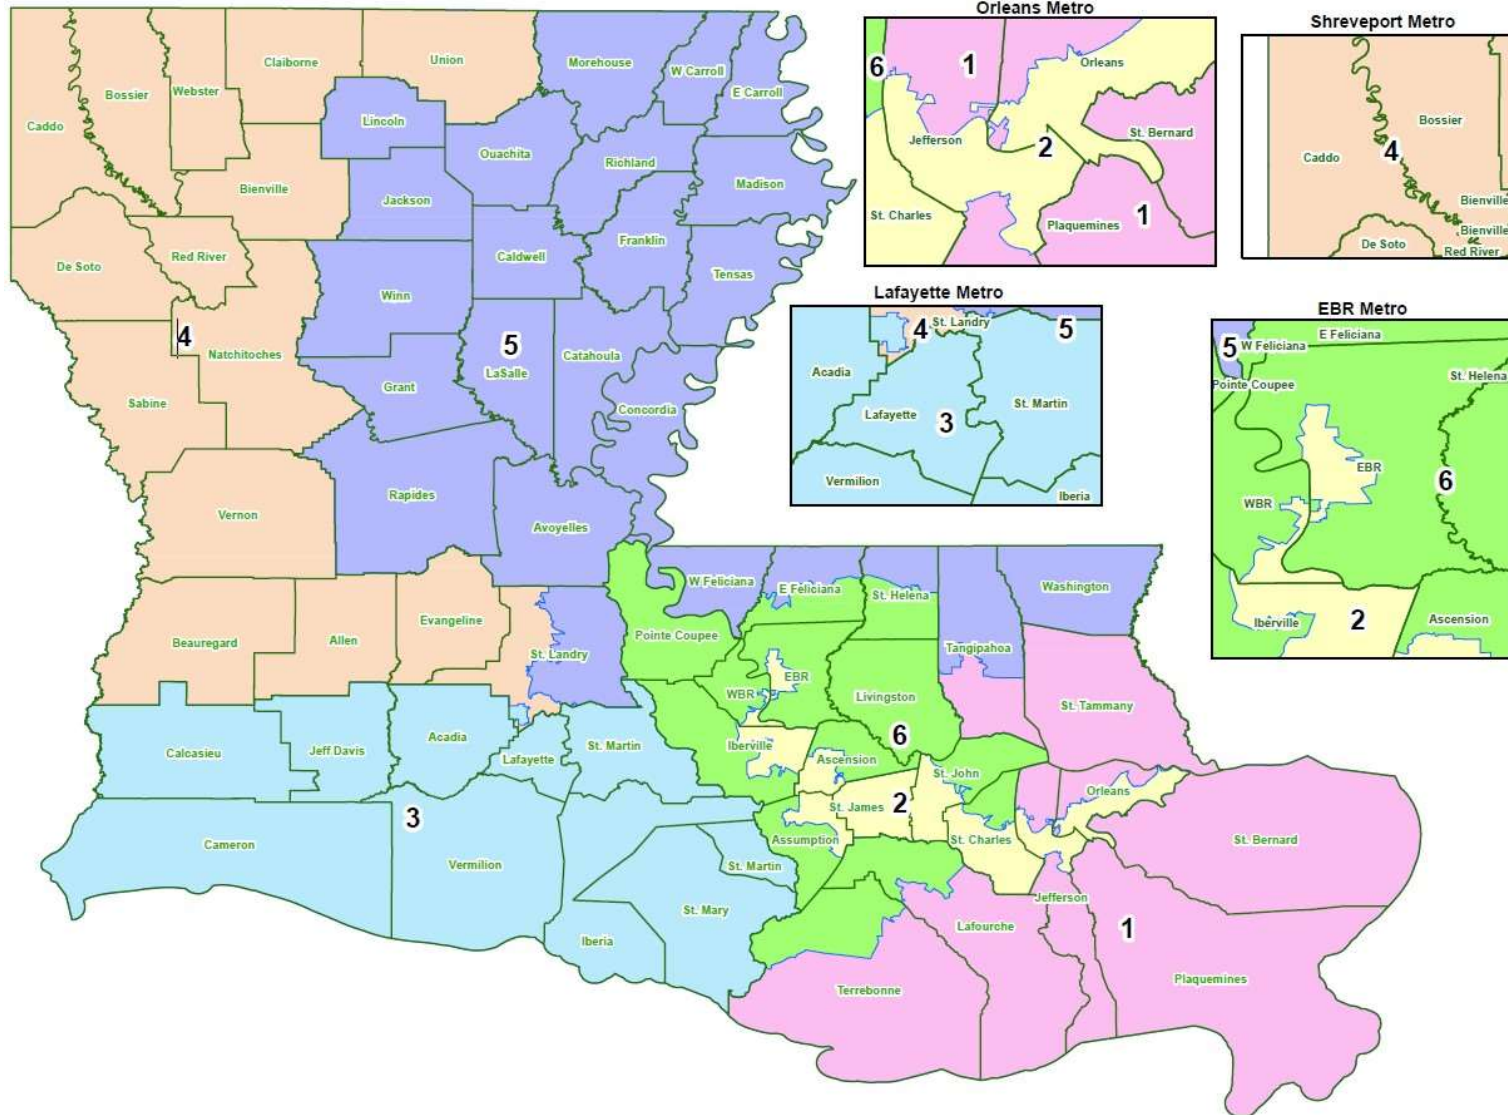 Orleans Metro
Shreveport Metro
Claiborne
Union
Morehouse
W Carroll
E Carroll
Bossier
Webster
Caddo
Lincoln
Ouachita
Richland
Madison
Bienville
Jackson
Franklin
De Soto
Red River
Caldwell
Tensas
Winn
4
Natchitoches
5
LaSalle
Catahoula
Grant
Sabine
Concordia
Rapides
Vernon
Avoyelles
W Feliciana
E Feliciana
St. Helena
Washington
Beauregard
Allen
Evangeline
St. Landry
Pointe Coupee
Tangipahoa
EBR
WBR
Livingston
St. Tammany
Calcasieu
Jeff Davis
Acadia
Lafayette
St. Martin
Iberville
6
Ascension
St. John
Orleans
3
St. James
2
Cameron
Vermilion
Assumption
St. Charles
St. Bernard
St. Martin
St. Mary
Jefferson
Iberia
Lafourche
1
Terrebonne
Plaquemines
6
1
Orleans
Jefferson
2
St. Bernard
St. Charles
Plaquemines
1
Bossier
Caddo
4
Bienville
Bienville
De Soto
Red River
Lafayette Metro
4
St. Landry
5
Acadia
Lafayette
3
St. Martin
Vermilion
Iberia
EBR Metro
E Feliciana
5
W Feliciana
Pointe Coupee
St. Helena
EBR
6
WBR
Iberville
2
Ascension